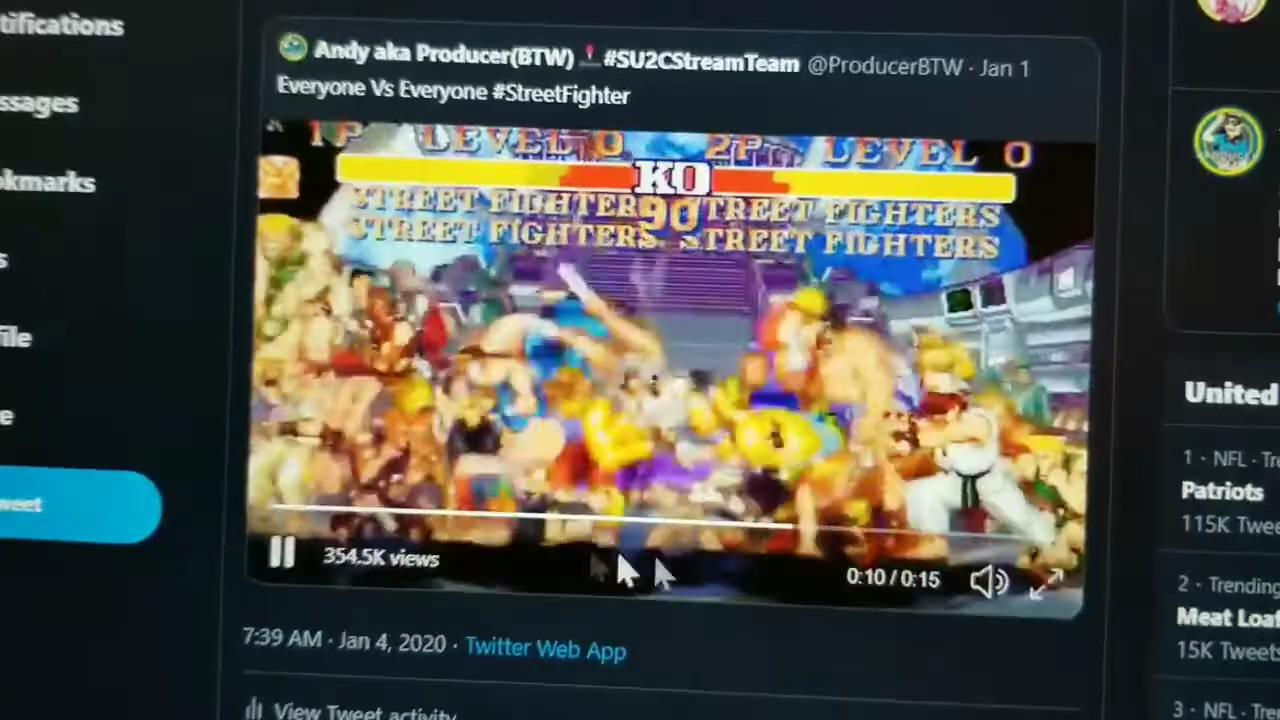 tifications
ssages
okmarks
s
file
e
weet
Andy aka Producer(BTW) #SU2CStreamTeam @ProducerBTW · Jan 1
Everyone Vs Everyone #StreetFighter
1P LEVEL 0 2P LEVEL 0
KO
STREET FIGHTERS 90 STREET FIGHTERS
STREET FIGHTERS STREET FIGHTERS
354.5K views
0:10 / 0:15
7:39 AM · Jan 4, 2020 · Twitter Web App
View Tweet activity
United
1 · NFL · Tre
Patriots
115K Twee
2 · Trending
Meat Loaf
15K Tweets
3 · NFL · Tre